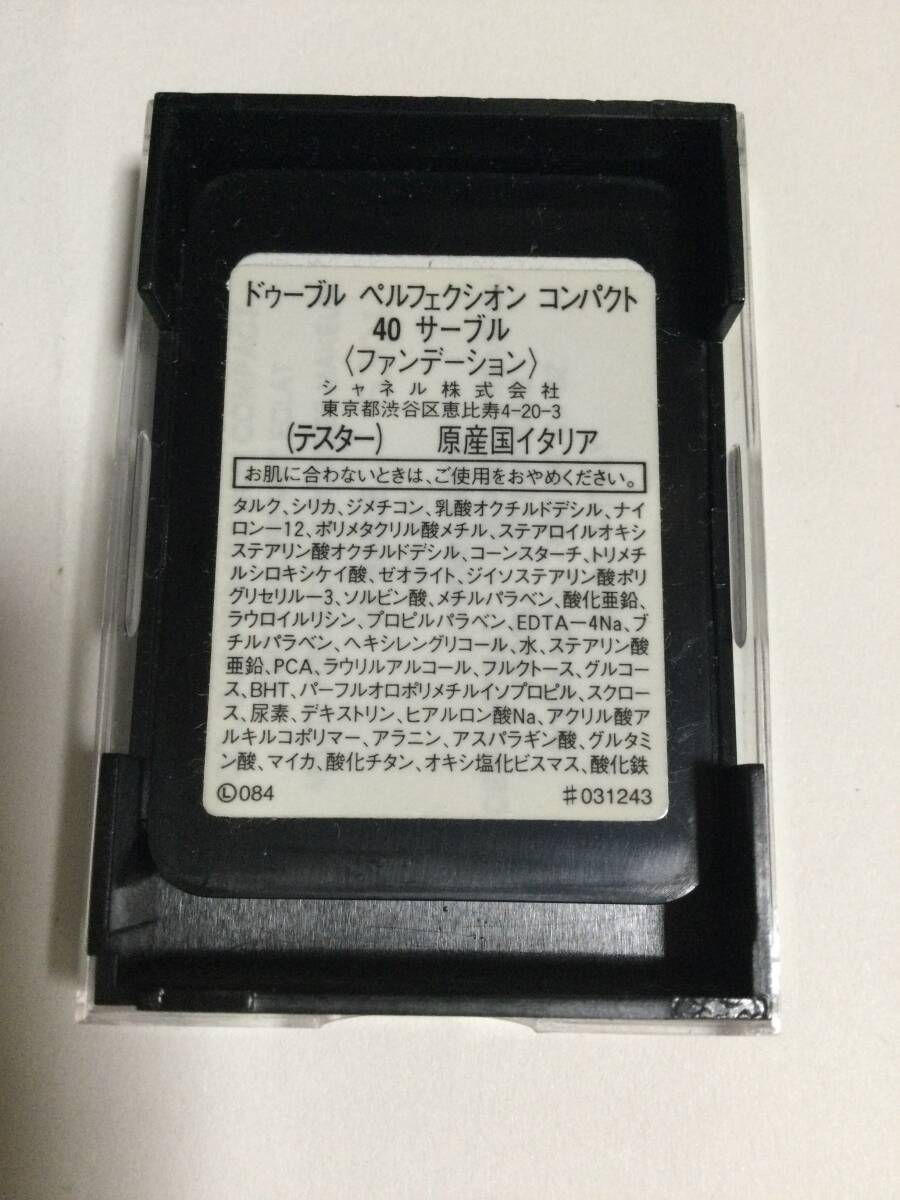 ドゥーブル ペルフェクシオン コンパクト
40 サーブル
〈ファンデーション〉
シャネル株式会社
東京都渋谷区恵比寿4-20-3
(テスター) 原産国イタリア
お肌に合わないときは、ご使用をおやめください。
タルク、シリカ、ジメチコン、乳酸オクチルドデシル、ナイ
ロンー12、ポリメタクリル酸メチル、ステアロイルオキシ
ステアリン酸オクチルドデシル、コーンスターチ、トリメチ
ルシロキシケイ酸、ゼオライト、ジイソステアリン酸ポリ
グリセリルー3、ソルビン酸、メチルパラベン、酸化亜鉛、
ラウロイルリシン、プロピルパラベン、EDTAー4Na、ブ
チルパラベン、ヘキシレングリコール、水、ステアリン酸
亜鉛、PCA、ラウリルアルコール、フルクトース、グルコー
ス、BHT、パーフルオロポリメチルイソプロピル、スクロー
ス、尿素、デキストリン、ヒアルロン酸Na、アクリル酸ア
ルキルコポリマー、アラニン、アスパラギン酸、グルタミ
ン酸、マイカ、酸化チタン、オキシ塩化ビスマス、酸化鉄
Ⓛ084 #031243